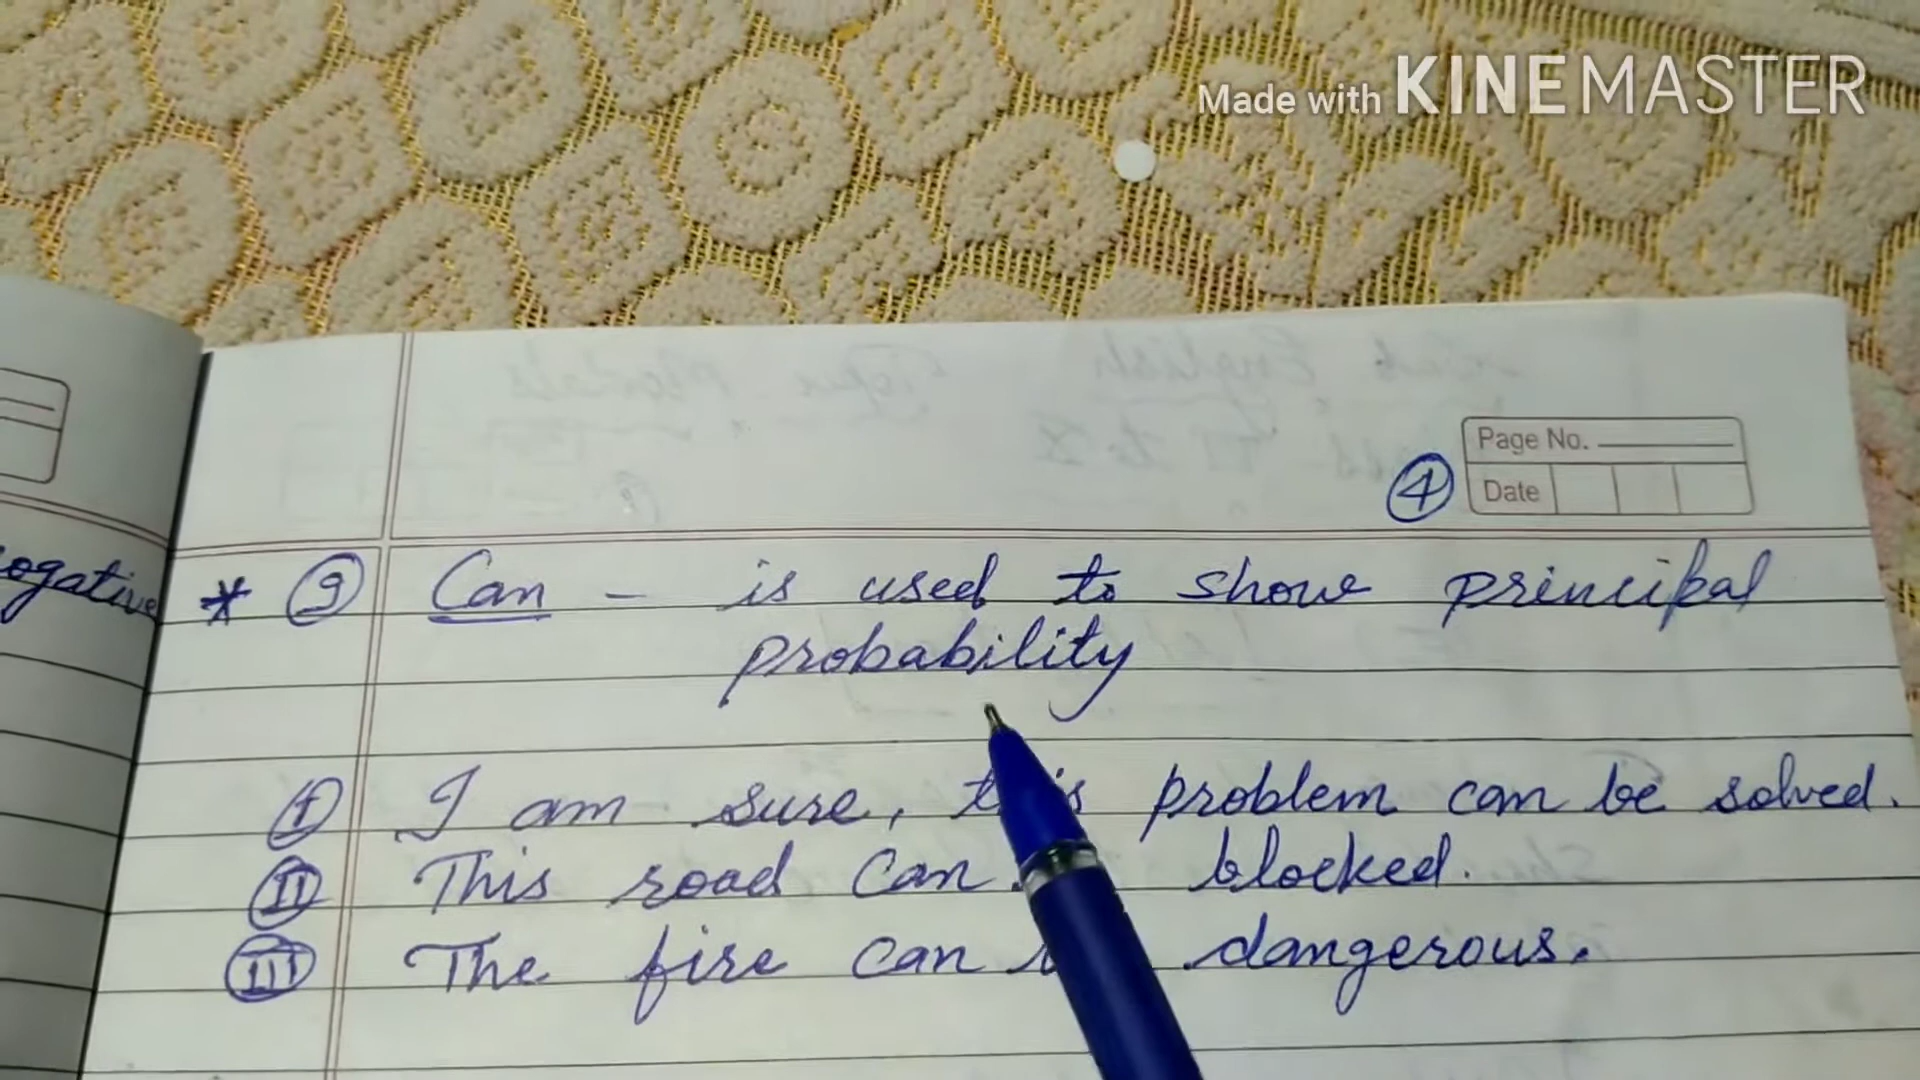 Made with KINEMASTER
Page No.
4
Date
ogative
* 9 Can - is used to show principal
probability
I I am sure, this problem can be solved.
II This road can blocked.
III The fire can dangerous.